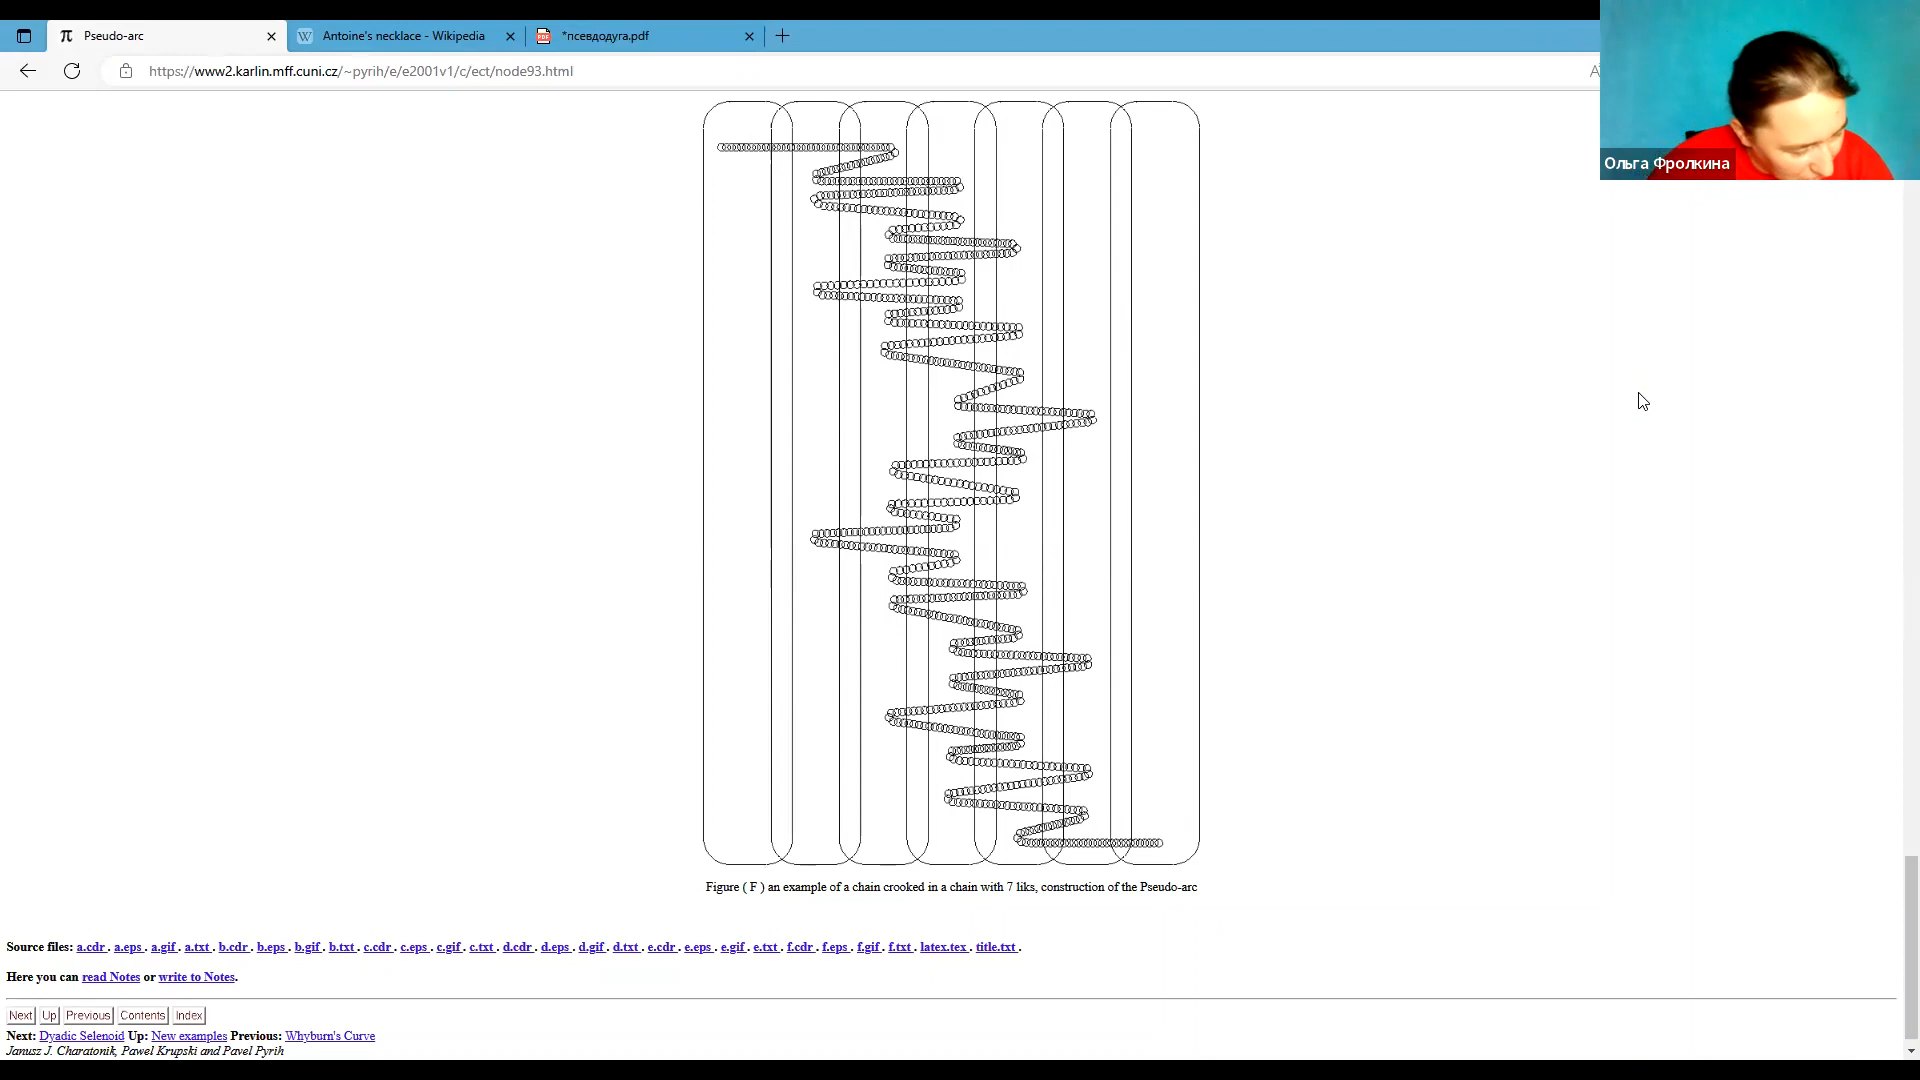 Pseudo-arc
Antoine's necklace - Wikipedia
*псевдодуга.pdf
https://www2.karlin.mff.cuni.cz/~pyrih/e/e2001v1/c/ect/node93.html
Ольга Фролкина
Figure ( F ) an example of a chain crooked in a chain with 7 liks, construction of the Pseudo-arc
Source files: a.cdr . a.eps . a.gif . a.txt . b.cdr . b.eps . b.gif . b.txt . c.cdr . c.eps . c.gif . c.txt . d.cdr . d.eps . d.gif . d.txt . e.cdr . e.eps . e.gif . e.txt . f.cdr . f.eps . f.gif . f.txt . latex.tex . title.txt .
Here you can read Notes or write to Notes.
Next Up Previous Contents Index
Next: Dyadic Selenoid Up: New examples Previous: Whyburn's Curve
Janusz J. Charatonik, Pawel Krupski and Pavel Pyrih